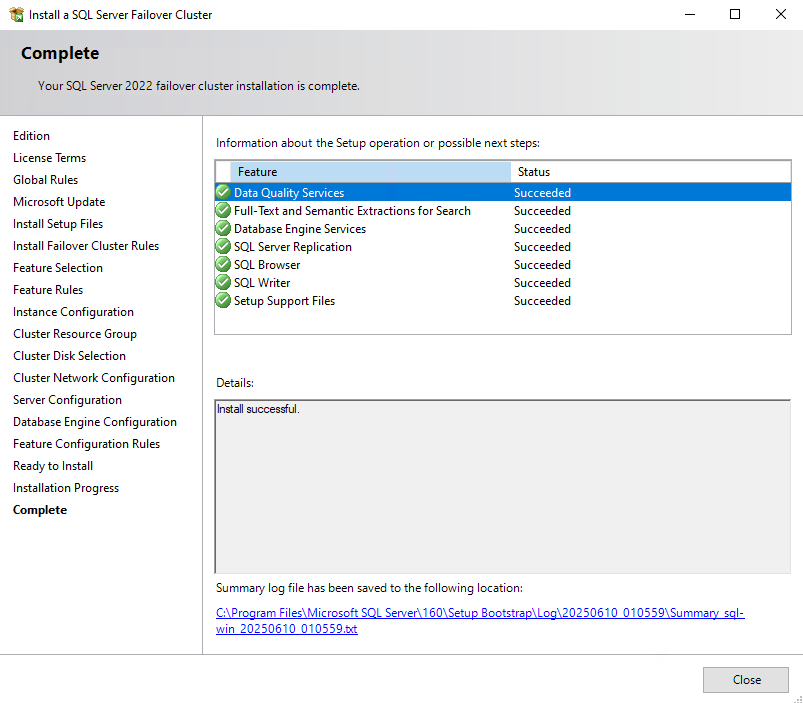 Install a SQL Server Failover Cluster
Complete
Your SQL Server 2022 failover cluster installation is complete.
Edition
License Terms
Global Rules
Microsoft Update
Install Setup Files
Install Failover Cluster Rules
Feature Selection
Feature Rules
Instance Configuration
Cluster Resource Group
Cluster Disk Selection
Cluster Network Configuration
Server Configuration
Database Engine Configuration
Feature Configuration Rules
Ready to Install
Installation Progress
Complete
Information about the Setup operation or possible next steps:
Feature Status
Data Quality Services Succeeded
Full-Text and Semantic Extractions for Search Succeeded
Database Engine Services Succeeded
SQL Server Replication Succeeded
SQL Browser Succeeded
SQL Writer Succeeded
Setup Support Files Succeeded
Details:
Install successful.
Summary log file has been saved to the following location:
C:\Program Files\Microsoft SQL Server\160\Setup Bootstrap\Log\20250610_010559\Summary_sql-
win_20250610_010559.txt
Close